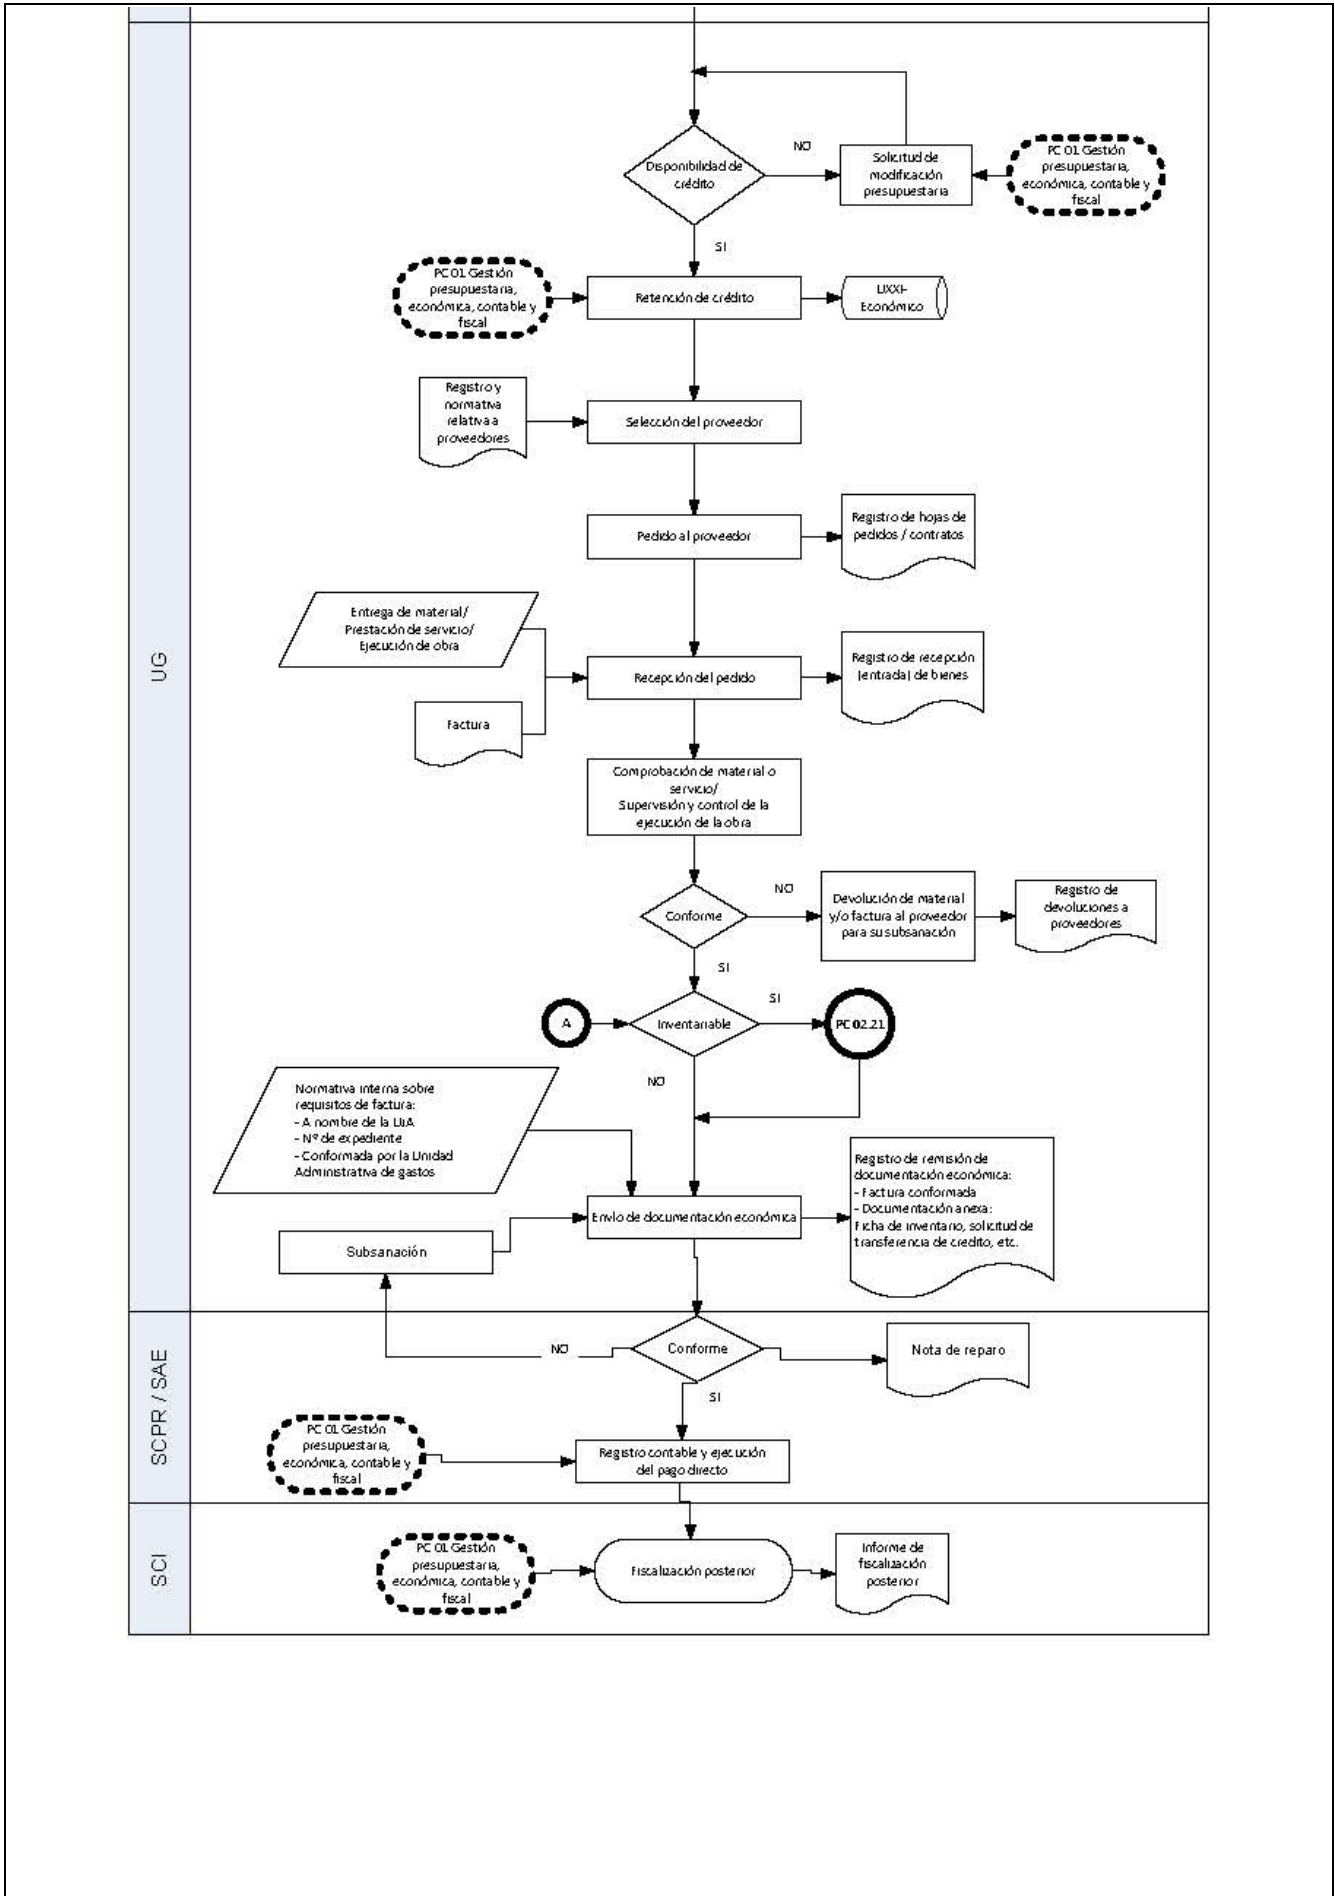 UG
NO
Disponibilidad de
crédito
Solicitud de
modificación
presupuestaria
PC 01 Gestión
presupuestaria,
económica, contable y
fiscal
SI
PC 01 Gestión
presupuestaria,
económica, contable y
fiscal
Retención de crédito
UXXI-
Económico
Registro y
normativa
relativa a
proveedores
Selección del proveedor
Pedido al proveedor
Registro de hojas de
pedidos / contratos
Entrega de material/
Prestación de servicio/
Ejecución de obra
Factura
Recepción del pedido
Registro de recepción
(entrada) de bienes
Comprobación de material o
servicio/
Supervisión y control de la
ejecución de la obra
Conforme
NO
Devolución de material
y/o factura al proveedor
para su subsanación
Registro de
devoluciones a
proveedores
SI
A
Inventariable
SI
PC 02.21
NO
Normativa interna sobre
requisitos de factura:
- A nombre de la UJA
- Nº de expediente
- Conformada por la Unidad
Administrativa de gastos
Envío de documentación económica
Registro de remisión de
documentación económica:
- Factura conformada
- Documentación anexa:
Ficha de inventario, solicitud de
transferencia de credito, etc.
Subsanación
SCPR / SAE
NO
Conforme
Nota de reparo
SI
PC 01 Gestión
presupuestaria,
económica, contable y
fiscal
Registro contable y ejecución
del pago directo
SCI
PC 01 Gestión
presupuestaria,
económica, contable y
fiscal
Fiscalización posterior
Informe de
fiscalización
posterior